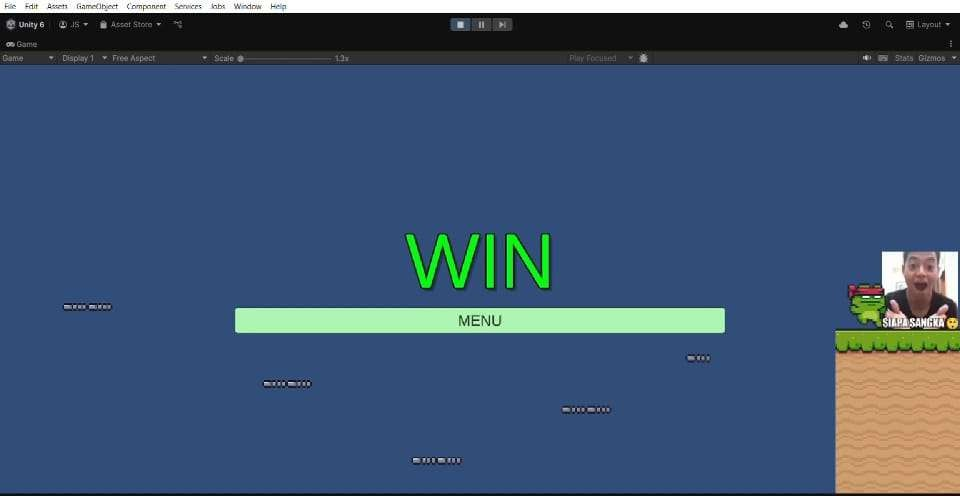 File Edit Assets GameObject Component Services Jobs Window Help
Unity 6 JS Asset Store Layout
Game
Game Display 1 Free Aspect Scale 1.3x Play Focused Stats Gizmos
WIN
MENU
SIAPA SANGKA